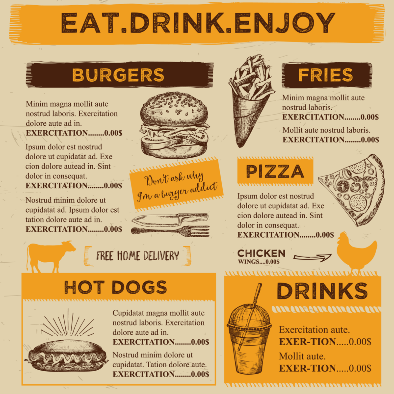 EAT.DRINK.ENJOY
BURGERS
Minim magna mollit aute
nostrud laboris. Exercitation
dolore aute ad in.
EXERCITATION........0.00$
Ipsum dolor est nostrud
dolore ut cupidatat ad. Exe
cion dolore autead in. Sint
dolor in consequat.
EXERCITATION........0.00$
Nostrud minim dolore ut
cupidatat ad. Ipsum dolor est
tation dolore aute ad in.
EXERCITATION........0.00$
Don't ask why
I'm a burger addict
FREE HOME DELIVERY
FRIES
Minim magna mollit aute
nostrud laboris.
EXERCITATION........0.00$
Mollit aute nostrud laboris.
EXERCITATION........0.00$
PIZZA
Ipsum dolor est nostrud
dolore ut cupidatat ad. Exe
cion dolore autead in. Sint
dolor in consequat.
EXERCITATION........0.00$
CHICKEN
WINGS....0.00$
HOT DOGS
Cupidatat magna mollit aute
nostrud laboris. Exercitation
dolore aute ad in.
EXERCITATION........0.00$
Nostrud minim dolore ut
cupidatat. Tation dolore aute.
EXERCITATION........0.00$
DRINKS
Exercitation aute.
EXER-TION.....0.00$
Mollit aute.
EXER-TION.....0.00$